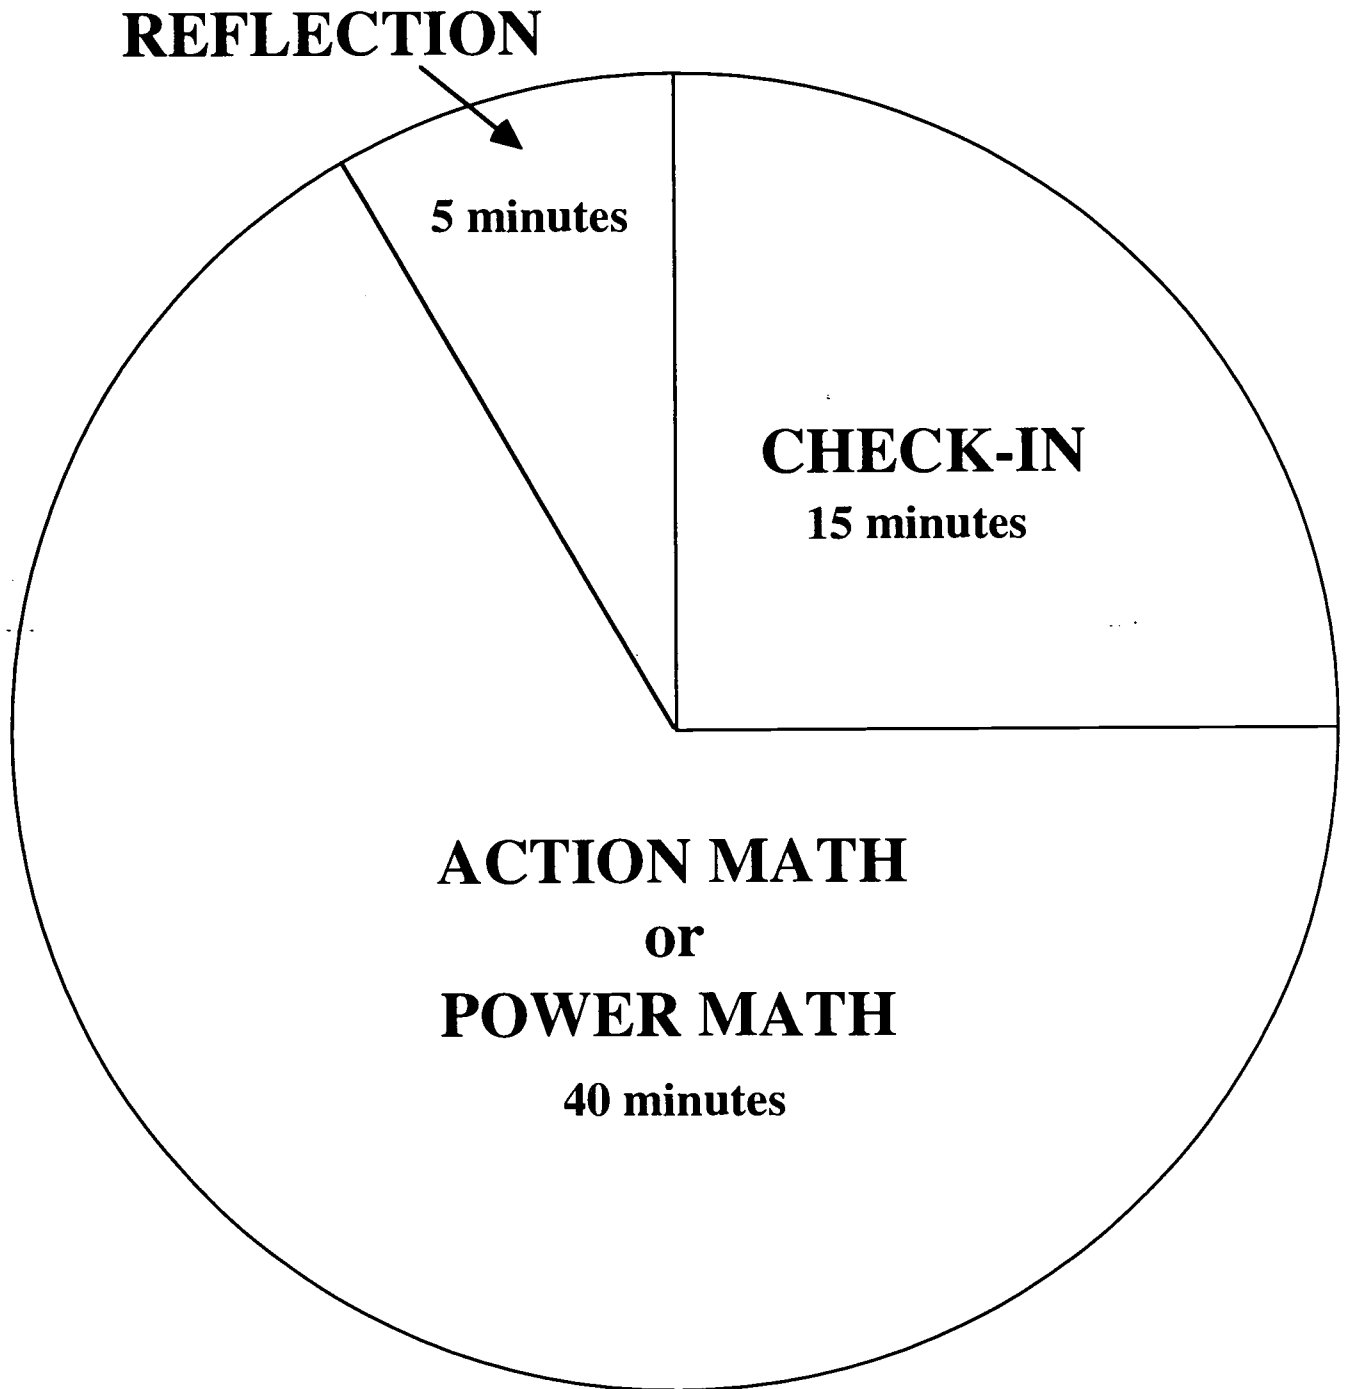 REFLECTION
5 minutes
CHECK-IN
15 minutes
ACTION MATH
or
POWER MATH
40 minutes